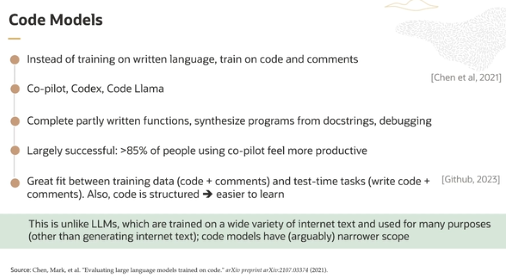 Code Models
Instead of training on written language, train on code and comments
[Chen et al, 2021]
Co-pilot, Codex, Code Llama
Complete partly written functions, synthesize programs from docstrings, debugging
Largely successful: >85% of people using co-pilot feel more productive
Great fit between training data (code + comments) and test-time tasks (write code +
[Github, 2023]
comments). Also, code is structured ➔ easier to learn
This is unlike LLMs, which are trained on a wide variety of internet text and used for many purposes
(other than generating internet text); code models have (arguably) narrower scope
Source: Chen, Mark, et al. "Evaluating large language models trained on code." arXiv preprint arXiv:2107.03374 (2021).